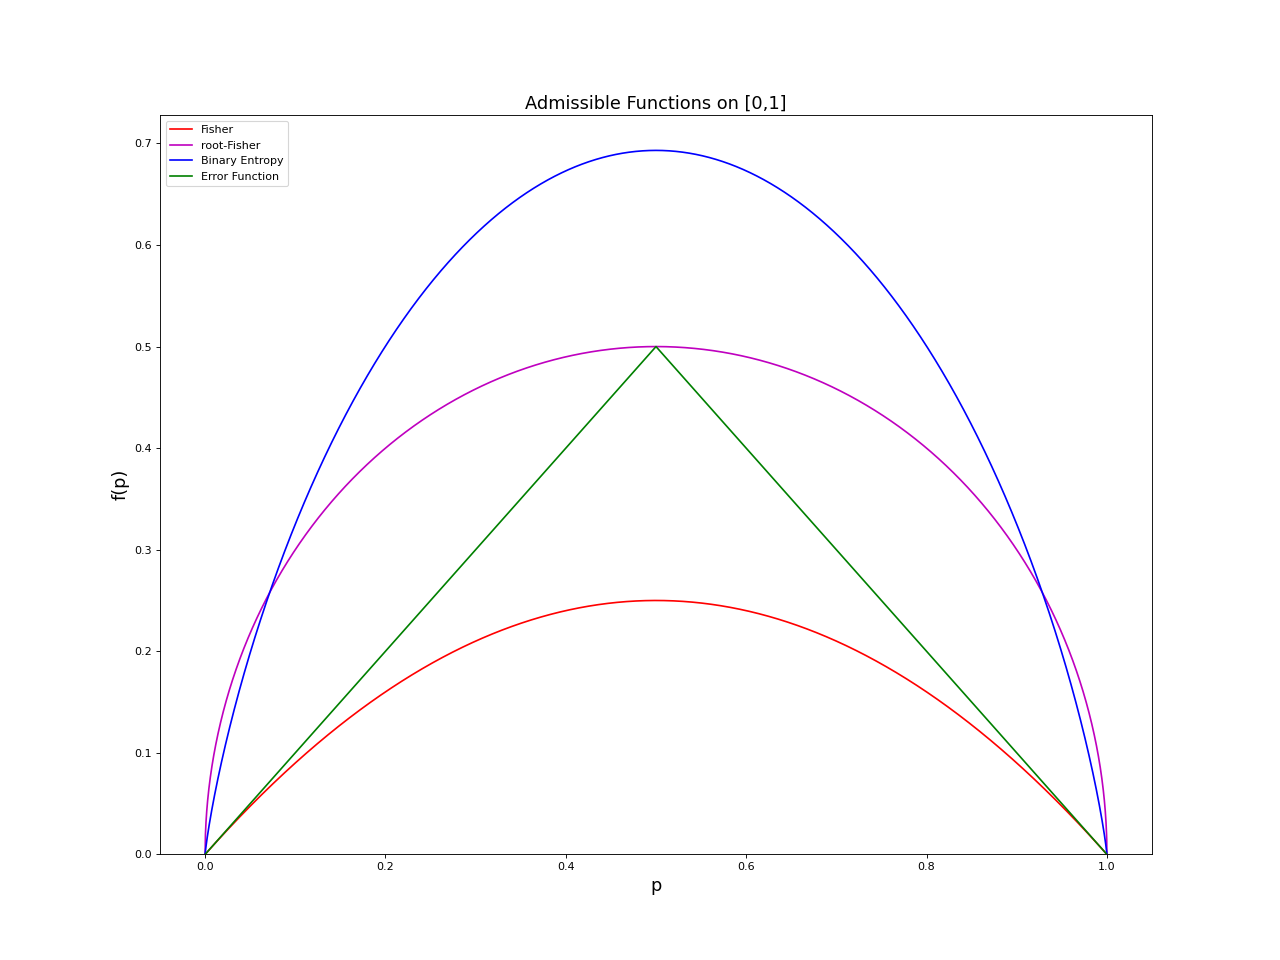 Admissible Functions on [0,1]
Fisher
root-Fisher
Binary Entropy
Error Function
f(p)
0.7
0.6
0.5
0.4
0.3
0.2
0.1
0.0
0.0 0.2 0.4 0.6 0.8 1.0
p